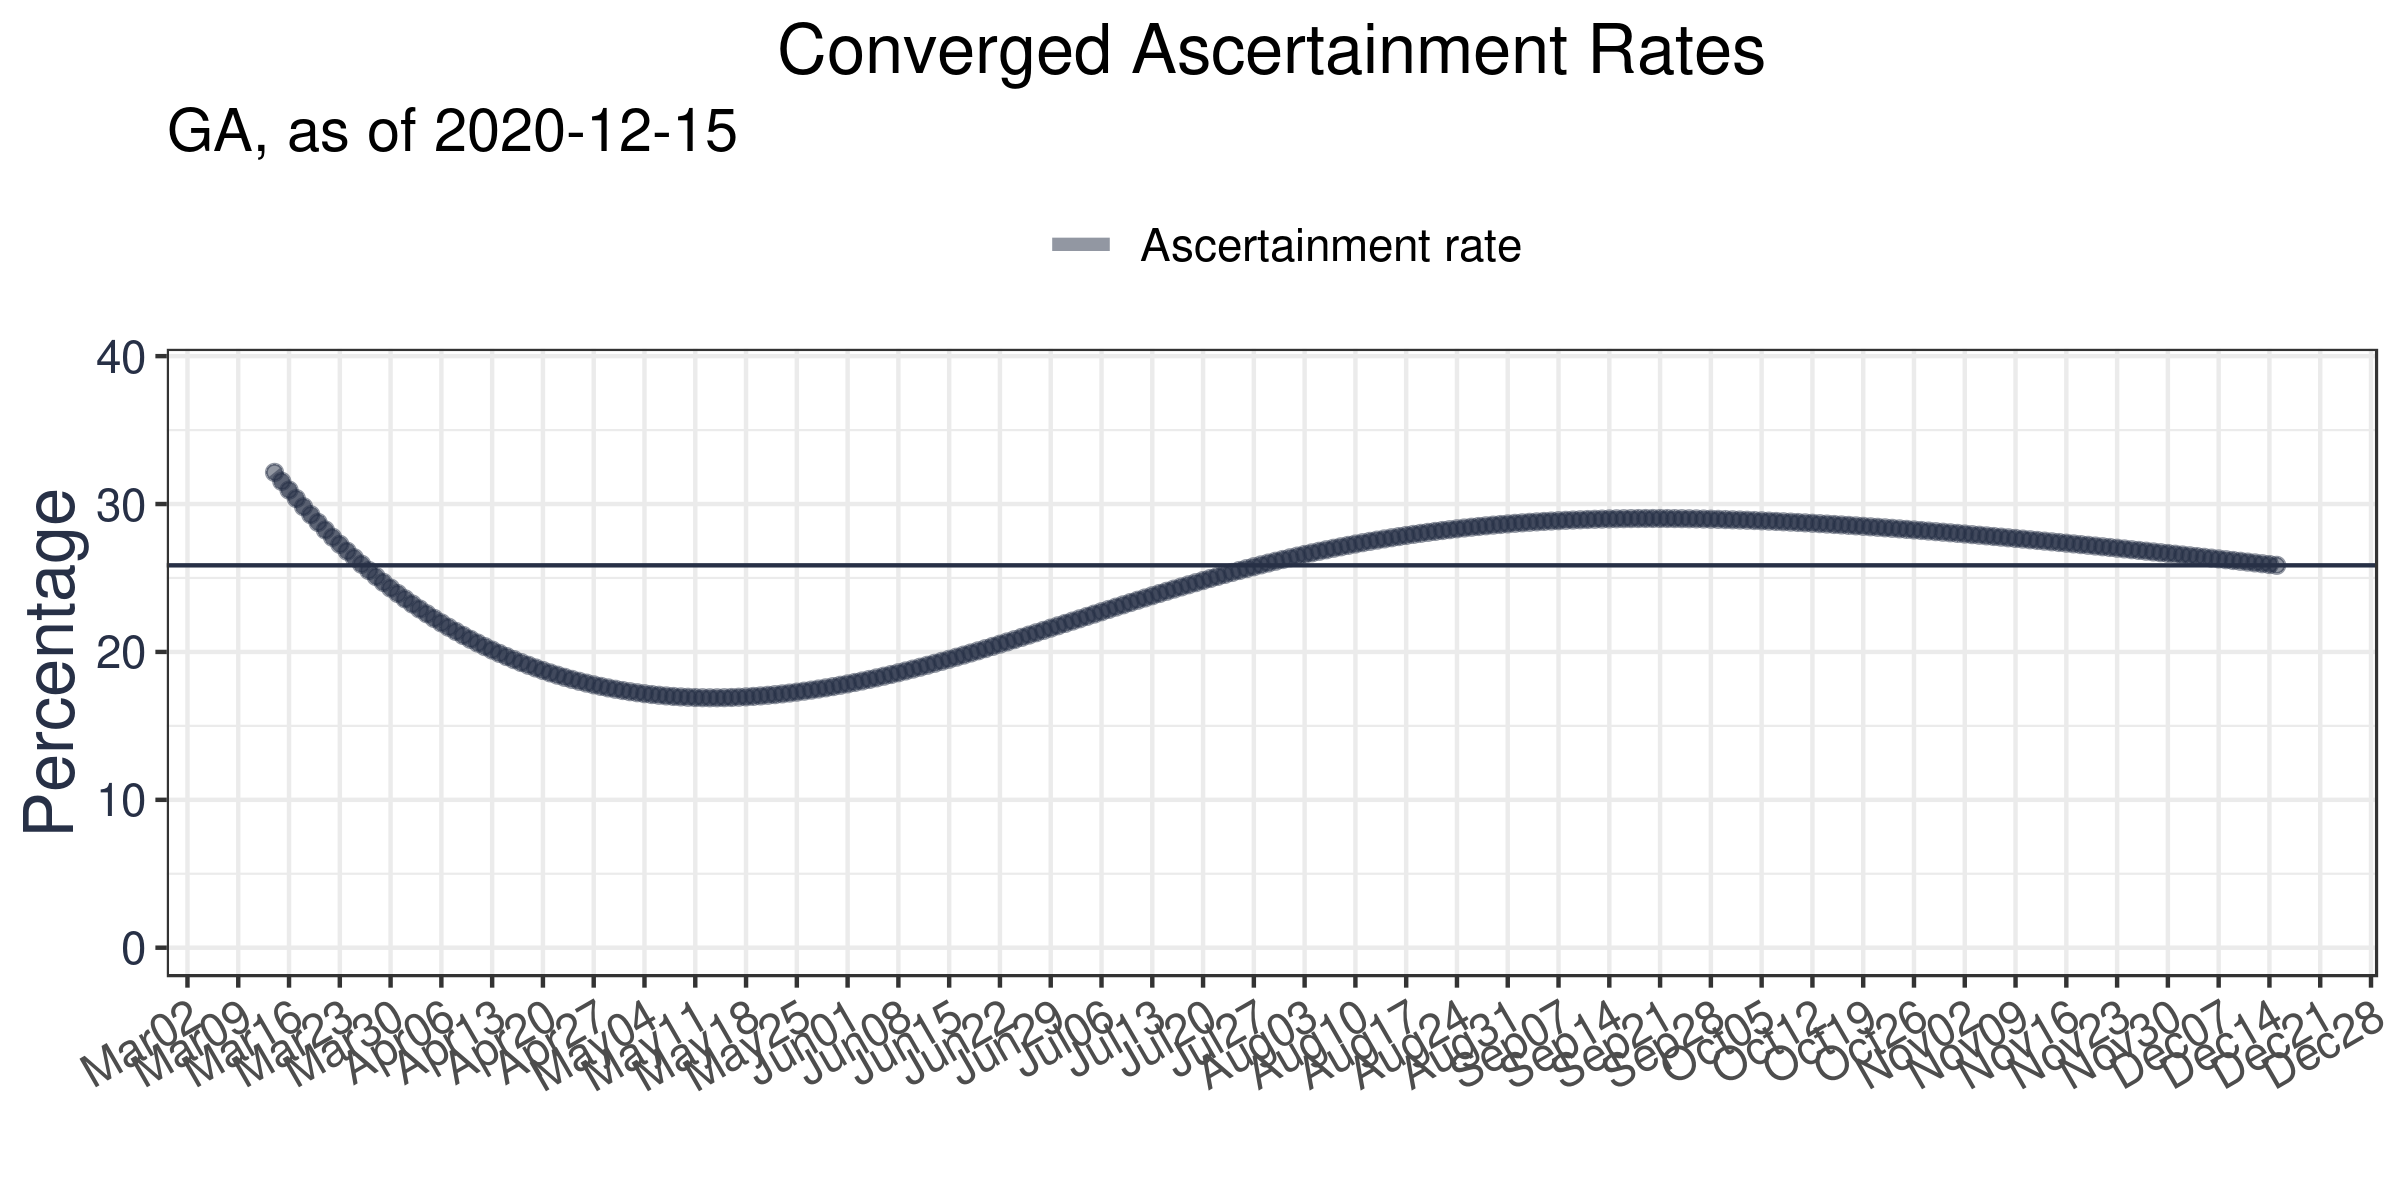 Converged Ascertainment Rates
GA, as of 2020-12-15
Ascertainment rate
Percentage
40
30
20
10
0
Mar02
Mar09
Mar16
Mar23
Mar30
Apr06
Apr13
Apr20
Apr27
May04
May11
May18
May25
Jun01
Jun08
Jun15
Jun22
Jun29
Jul06
Jul13
Jul20
Jul27
Aug03
Aug10
Aug17
Aug24
Aug31
Sep07
Sep14
Sep21
Sep28
Oct05
Oct12
Oct19
Oct26
Nov02
Nov09
Nov16
Nov23
Nov30
Dec07
Dec14
Dec21
Dec28